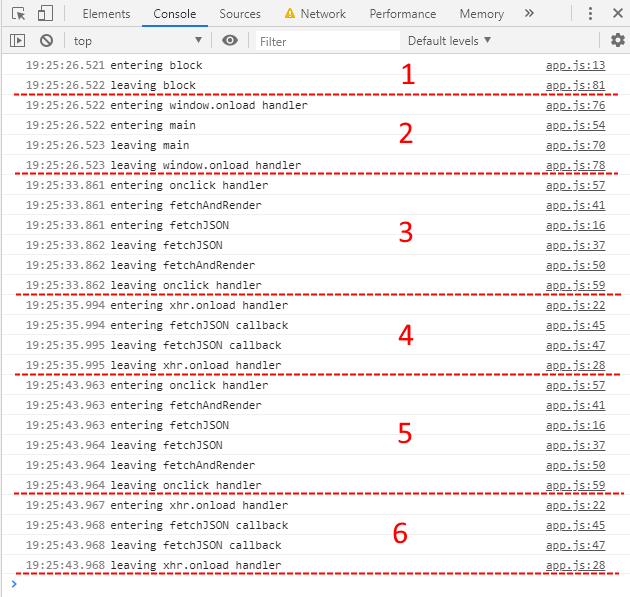 Elements Console Sources Network Performance Memory »
top Filter Default levels ▼
19:25:26.521 entering block app.js:13
19:25:26.522 leaving block app.js:81
1
19:25:26.522 entering window.onload handler app.js:76
19:25:26.522 entering main app.js:54
2
19:25:26.523 leaving main app.js:70
19:25:26.523 leaving window.onload handler app.js:78
19:25:33.861 entering onclick handler app.js:57
19:25:33.861 entering fetchAndRender app.js:41
19:25:33.861 entering fetchJSON app.js:16
3
19:25:33.862 leaving fetchJSON app.js:37
19:25:33.862 leaving fetchAndRender app.js:50
19:25:33.862 leaving onclick handler app.js:59
19:25:35.994 entering xhr.onload handler app.js:22
19:25:35.994 entering fetchJSON callback app.js:45
4
19:25:35.995 leaving fetchJSON callback app.js:47
19:25:35.995 leaving xhr.onload handler app.js:28
19:25:43.963 entering onclick handler app.js:57
19:25:43.963 entering fetchAndRender app.js:41
19:25:43.963 entering fetchJSON app.js:16
5
19:25:43.964 leaving fetchJSON app.js:37
19:25:43.964 leaving fetchAndRender app.js:50
19:25:43.964 leaving onclick handler app.js:59
19:25:43.967 entering xhr.onload handler app.js:22
19:25:43.968 entering fetchJSON callback app.js:45
6
19:25:43.968 leaving fetchJSON callback app.js:47
19:25:43.968 leaving xhr.onload handler app.js:28